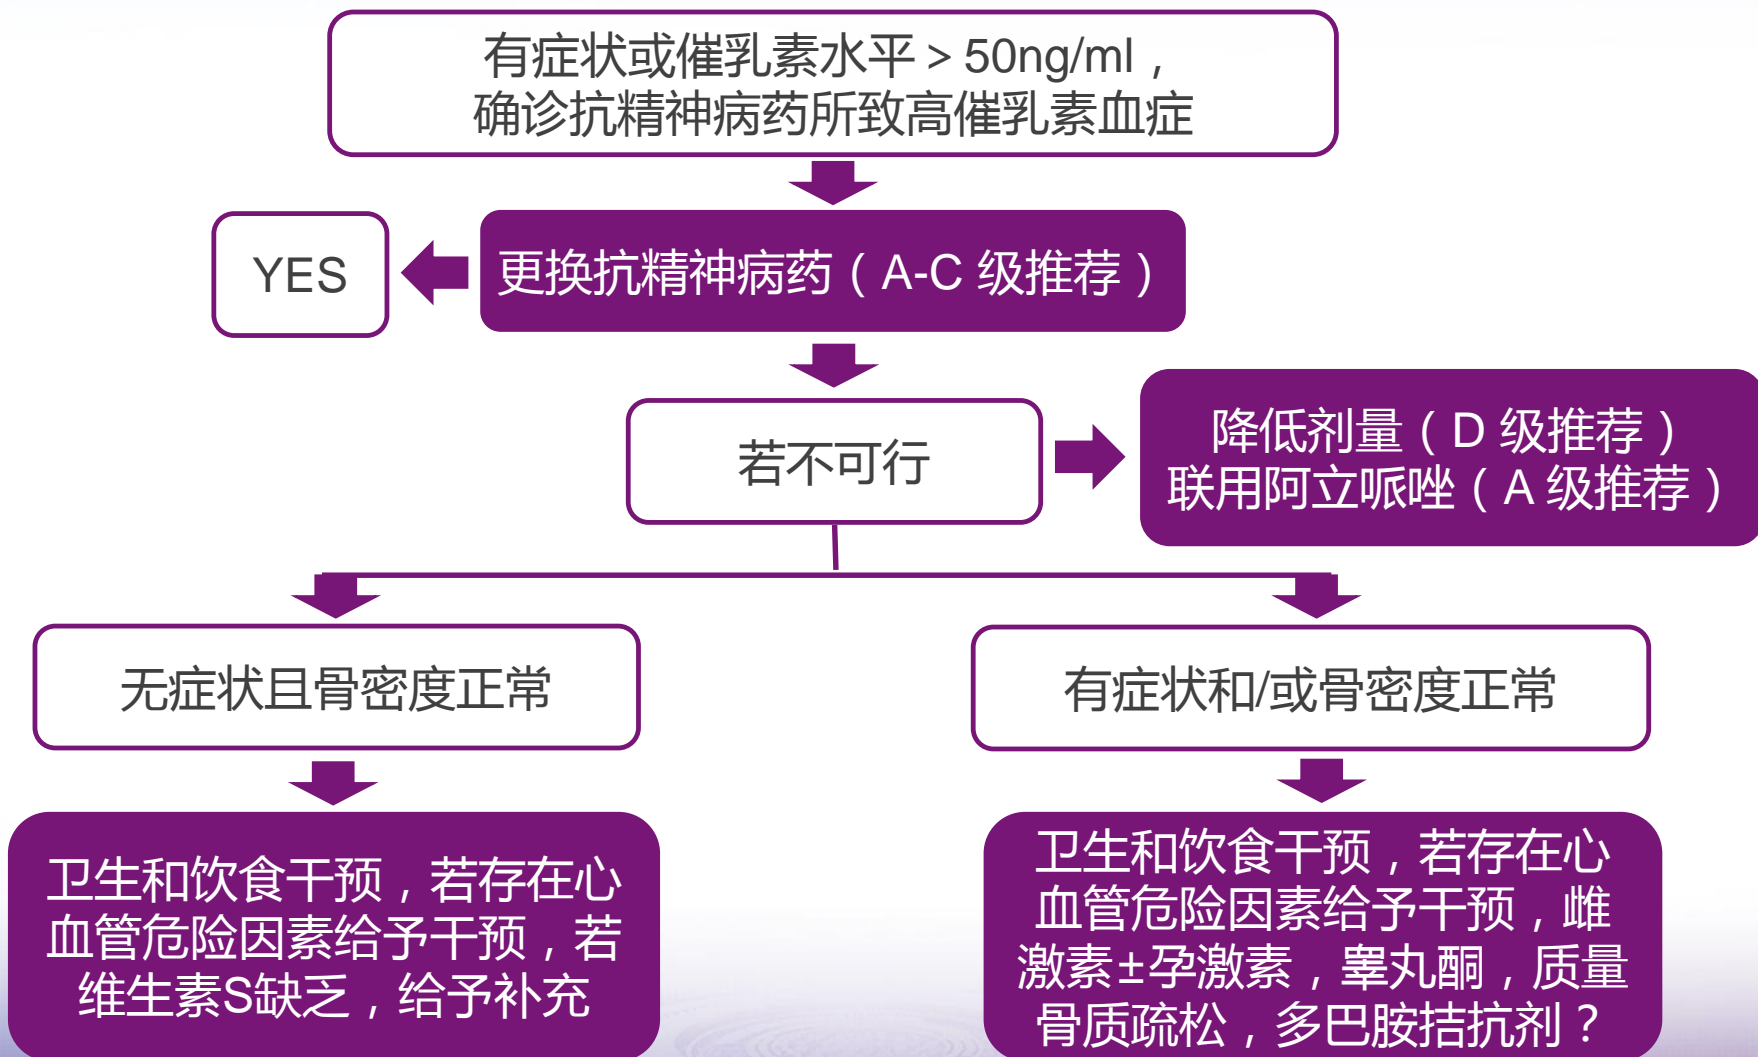 有症状或催乳素水平＞50ng/ml，
确诊抗精神病药所致高催乳素血症
YES
更换抗精神病药（A-C 级推荐）
若不可行
降低剂量（D 级推荐）
联用阿立哌唑（A 级推荐）
无症状且骨密度正常
有症状和/或骨密度正常
卫生和饮食干预，若存在心
血管危险因素给予干预，若
维生素S缺乏，给予补充
卫生和饮食干预，若存在心
血管危险因素给予干预，雌
激素±孕激素，睾丸酮，质量
骨质疏松，多巴胺拮抗剂？